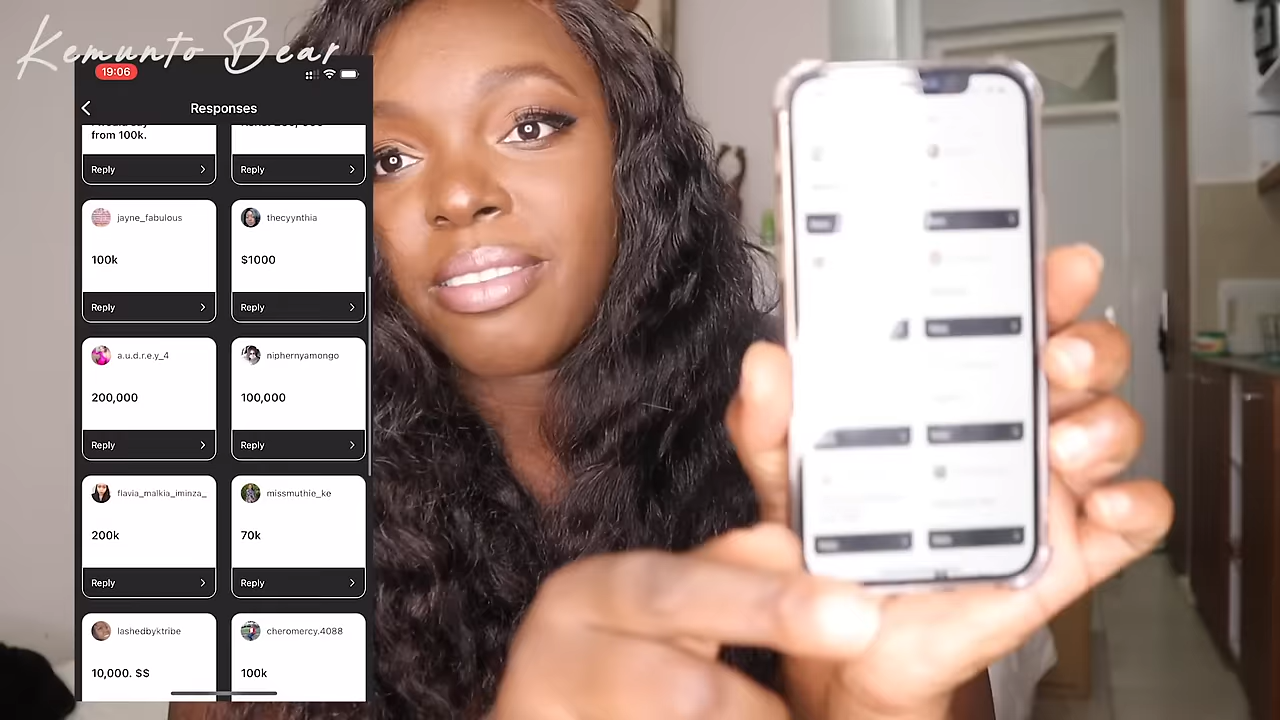 Kemunto Bear
19:06
Responses
from 100k.
Reply
Reply
jayne_fabulous
thecyynthia
100k
$1000
Reply
Reply
a.u.d.r.e.y_4
niphernyamongo
200,000
100,000
Reply
Reply
flavia_malkia_iminza_
missmuthie_ke
200k
70k
Reply
Reply
lashedbyktribe
cheromercy.4088
10,000. $$
100k